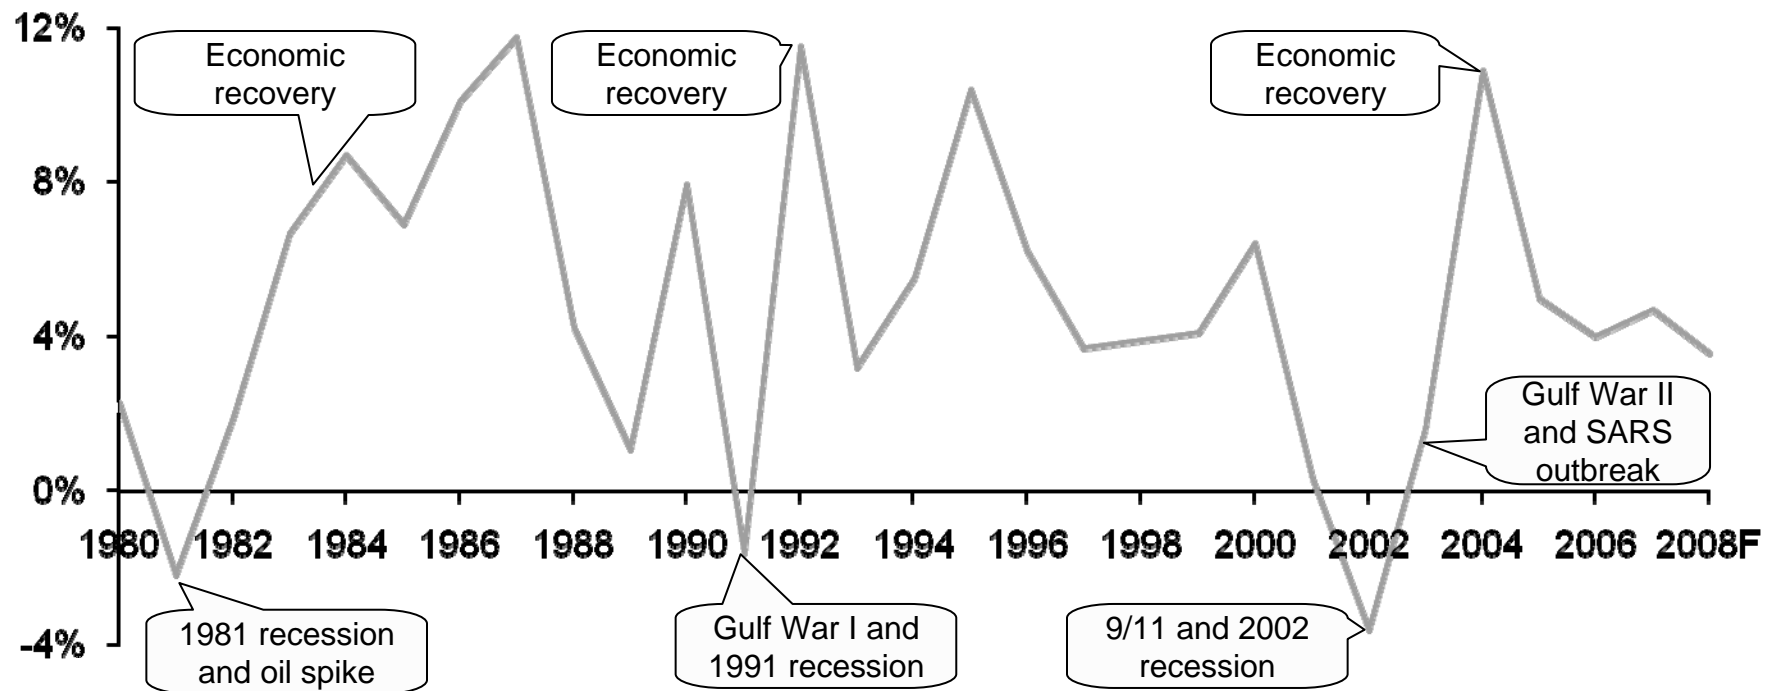 12%
Economic
recovery
Economic
recovery
Economic
recovery
8%
4%
Gulf War II
and SARS
outbreak
0%
1980 1982 1984 1986 1988 1990 1992 1994 1996 1998 2000 2002 2004 2006 2008F
-4%
1981 recession
and oil spike
Gulf War I and
1991 recession
9/11 and 2002
recession